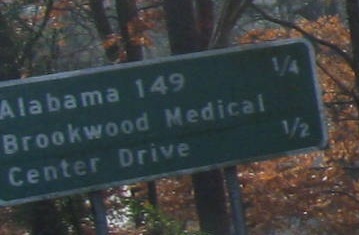 Alabama 149 1/4
Brookwood Medical
Center Drive 1/2